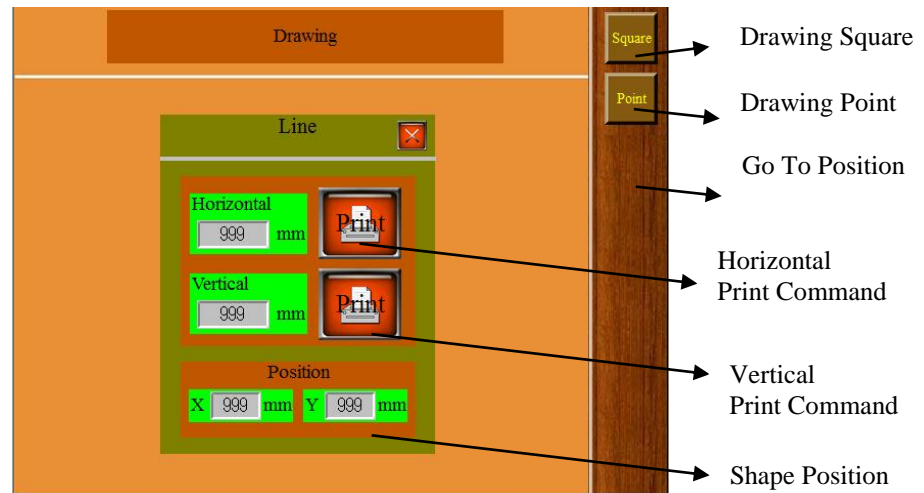 Drawing
Square
Drawing Square
Point
Drawing Point
Go To Position
Line
Horizontal
999 mm
Print
Horizontal
Print Command
Vertical
999 mm
Print
Vertical
Print Command
Position
X 999 mm Y 999 mm
Shape Position